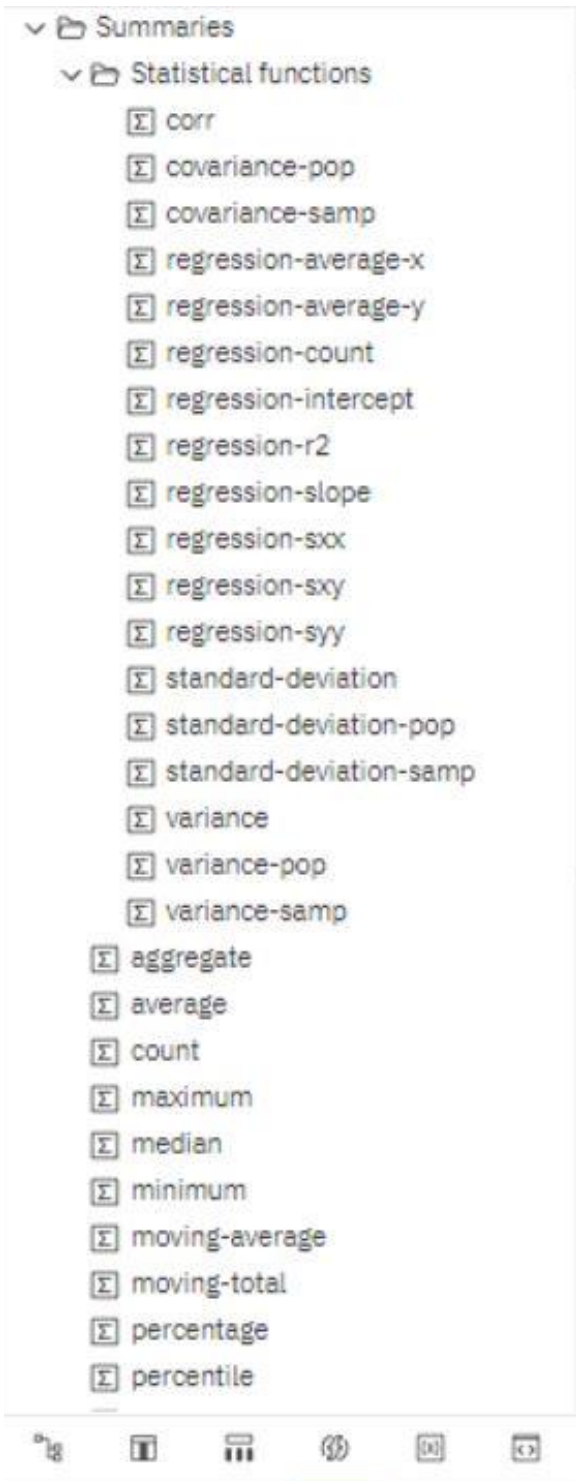 Summaries
Statistical functions
corr
covariance-pop
covariance-samp
regression-average-x
regression-average-y
regression-count
regression-intercept
regression-r2
regression-slope
regression-sxx
regression-sxy
regression-syy
standard-deviation
standard-deviation-pop
standard-deviation-samp
variance
variance-pop
variance-samp
aggregate
average
count
maximum
median
minimum
moving-average
moving-total
percentage
percentile